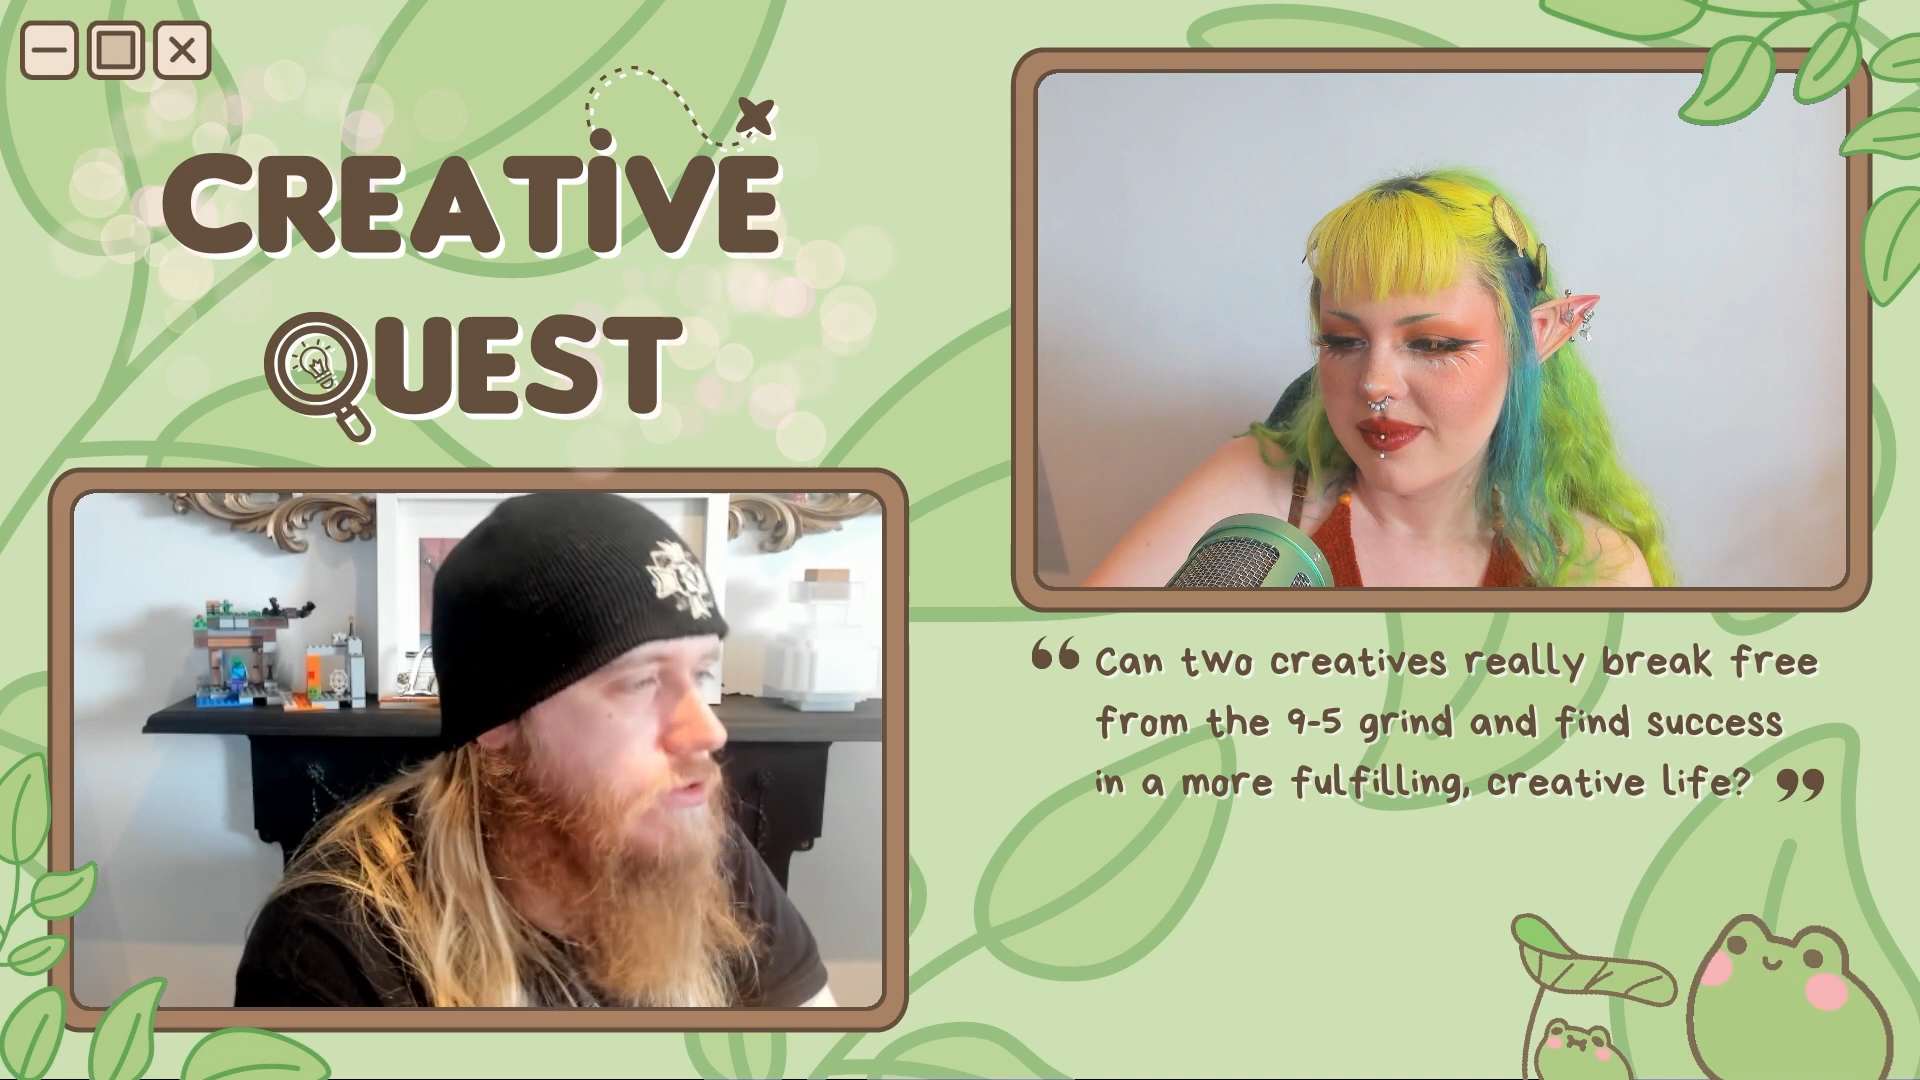 CREATiVE
QUEST
“ Can two creatives really break free
from the 9-5 grind and find success
in a more fulfilling, creative life? ”